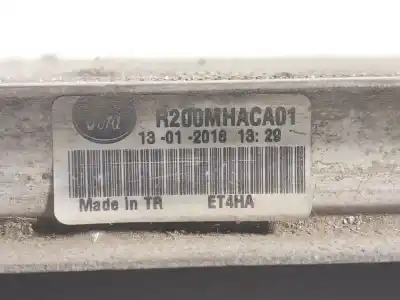 Ford
R200MHACA01
13-01-2016 13:29
Made in TR ET4HA